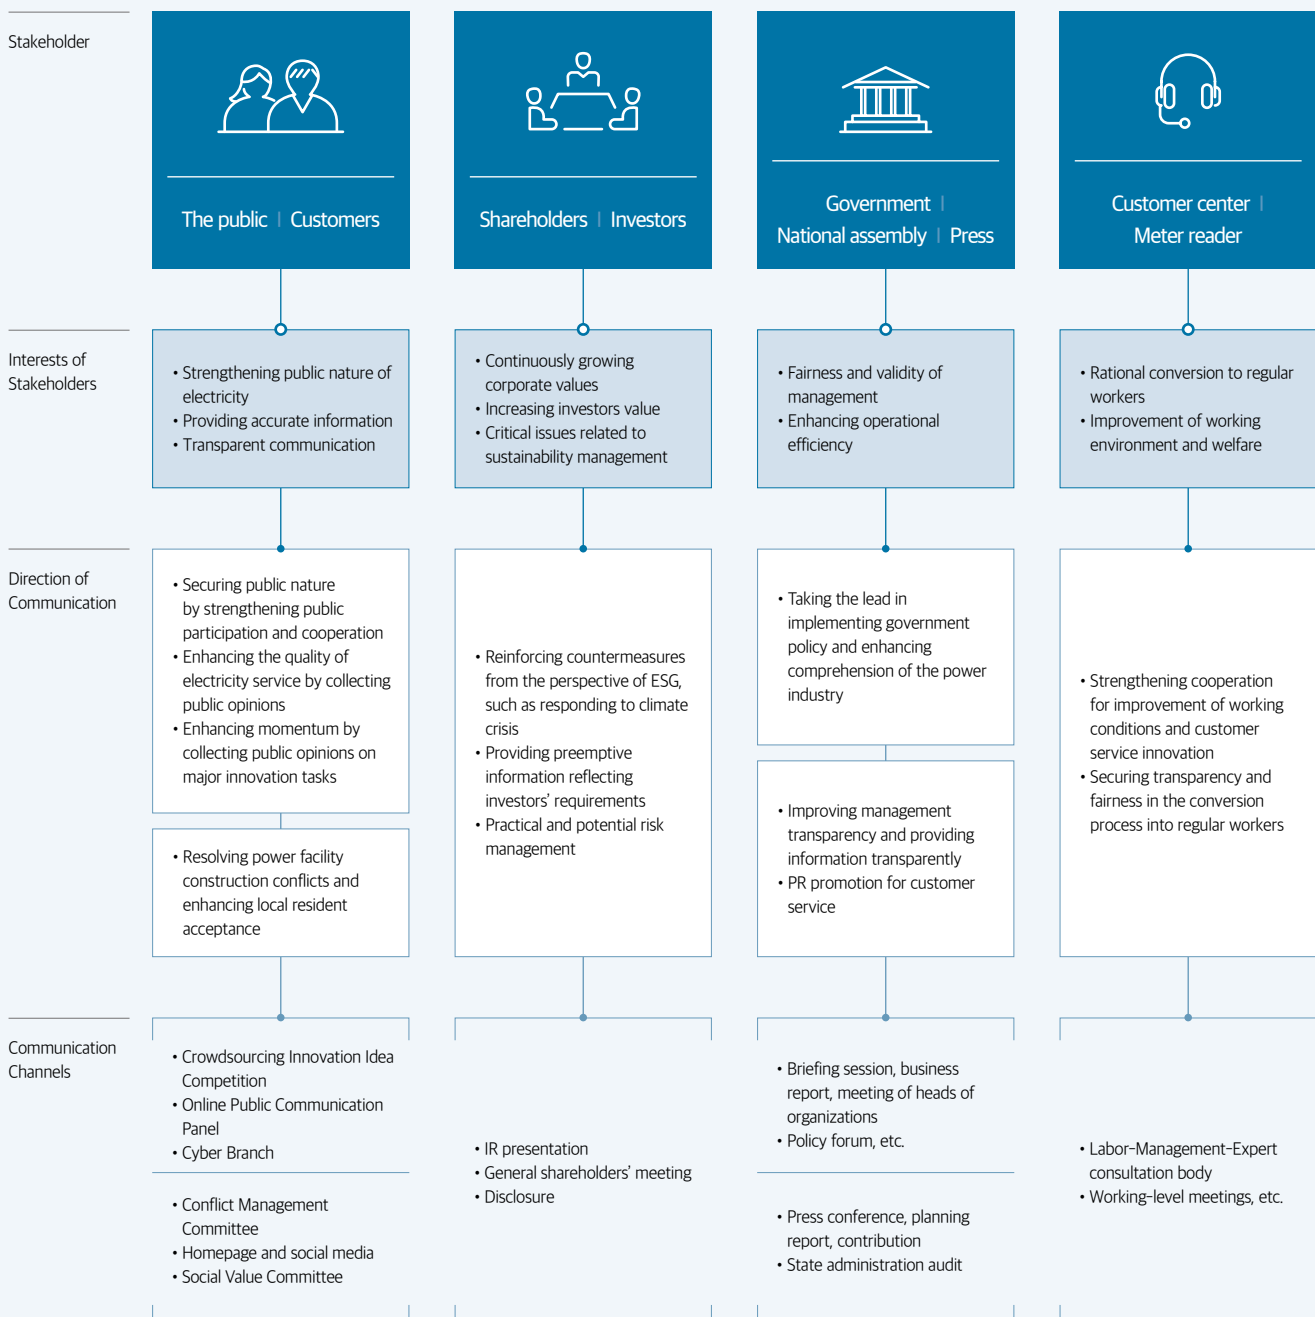 Stakeholder
The public | Customers
Shareholders | Investors
Government |
National assembly | Press
Customer center |
Meter reader
Interests of
Stakeholders
• Strengthening public nature of
electricity
• Providing accurate information
• Transparent communication
• Continuously growing
corporate values
• Increasing investors value
• Critical issues related to
sustainability management
• Fairness and validity of
management
• Enhancing operational
efficiency
• Rational conversion to regular
workers
• Improvement of working
environment and welfare
Direction of
Communication
• Securing public nature
by strengthening public
participation and cooperation
• Enhancing the quality of
electricity service by collecting
public opinions
• Enhancing momentum by
collecting public opinions on
major innovation tasks
• Resolving power facility
construction conflicts and
enhancing local resident
acceptance
• Reinforcing countermeasures
from the perspective of ESG,
such as responding to climate
crisis
• Providing preemptive
information reflecting
investors’ requirements
• Practical and potential risk
management
• Taking the lead in
implementing government
policy and enhancing
comprehension of the power
industry
• Improving management
transparency and providing
information transparently
• PR promotion for customer
service
• Strengthening cooperation
for improvement of working
conditions and customer
service innovation
• Securing transparency and
fairness in the conversion
process into regular workers
Communication
Channels
• Crowdsourcing Innovation Idea
Competition
• Online Public Communication
Panel
• Cyber Branch
• Conflict Management
Committee
• Homepage and social media
• Social Value Committee
• IR presentation
• General shareholders’ meeting
• Disclosure
• Briefing session, business
report, meeting of heads of
organizations
• Policy forum, etc.
• Press conference, planning
report, contribution
• State administration audit
• Labor-Management-Expert
consultation body
• Working-level meetings, etc.